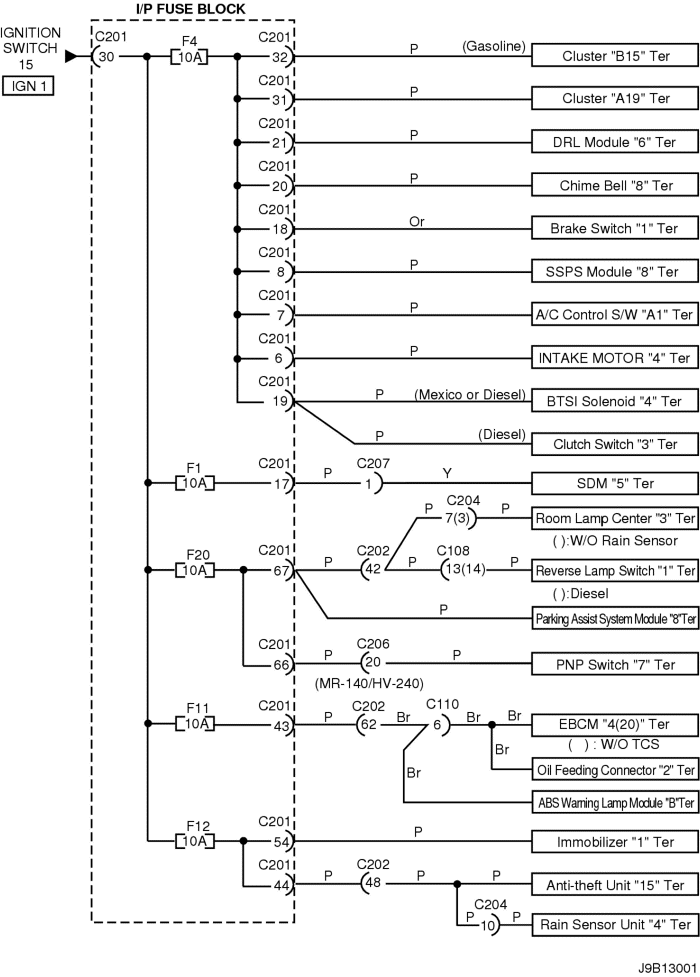 I/P FUSE BLOCK
IGNITION
SWITCH
15
IGN 1
C201
30
F4
10A
C201
32
P
(Gasoline)
Cluster "B15" Ter
C201
31
P
Cluster "A19" Ter
C201
21
P
DRL Module "6" Ter
C201
20
P
Chime Bell "8" Ter
C201
18
Or
Brake Switch "1" Ter
C201
8
P
SSPS Module "8" Ter
C201
7
P
A/C Control S/W "A1" Ter
C201
6
P
INTAKE MOTOR "4" Ter
C201
19
P
(Mexico or Diesel)
BTSI Solenoid "4" Ter
P
(Diesel)
Clutch Switch "3" Ter
F1
10A
C201
17
P
C207
1
Y
SDM "5" Ter
P
C204
7(3)
P
Room Lamp Center "3" Ter
( ):W/O Rain Sensor
F20
10A
C201
67
P
C202
42
P
C108
13(14)
P
Reverse Lamp Switch "1" Ter
( ):Diesel
P
Parking Assist System Module "8"Ter
C201
66
P
C206
20
P
PNP Switch "7" Ter
(MR-140/HV-240)
F11
10A
C201
43
P
C202
62
Br
C110
6
Br
Br
EBCM "4(20)" Ter
( ) : W/O TCS
Br
Oil Feeding Connector "2" Ter
Br
ABS Warning Lamp Module "B"Ter
F12
10A
C201
54
P
Immobilizer "1" Ter
C201
44
P
C202
48
P
P
Anti-theft Unit "15" Ter
P
C204
10
P
Rain Sensor Unit "4" Ter
J9B13001